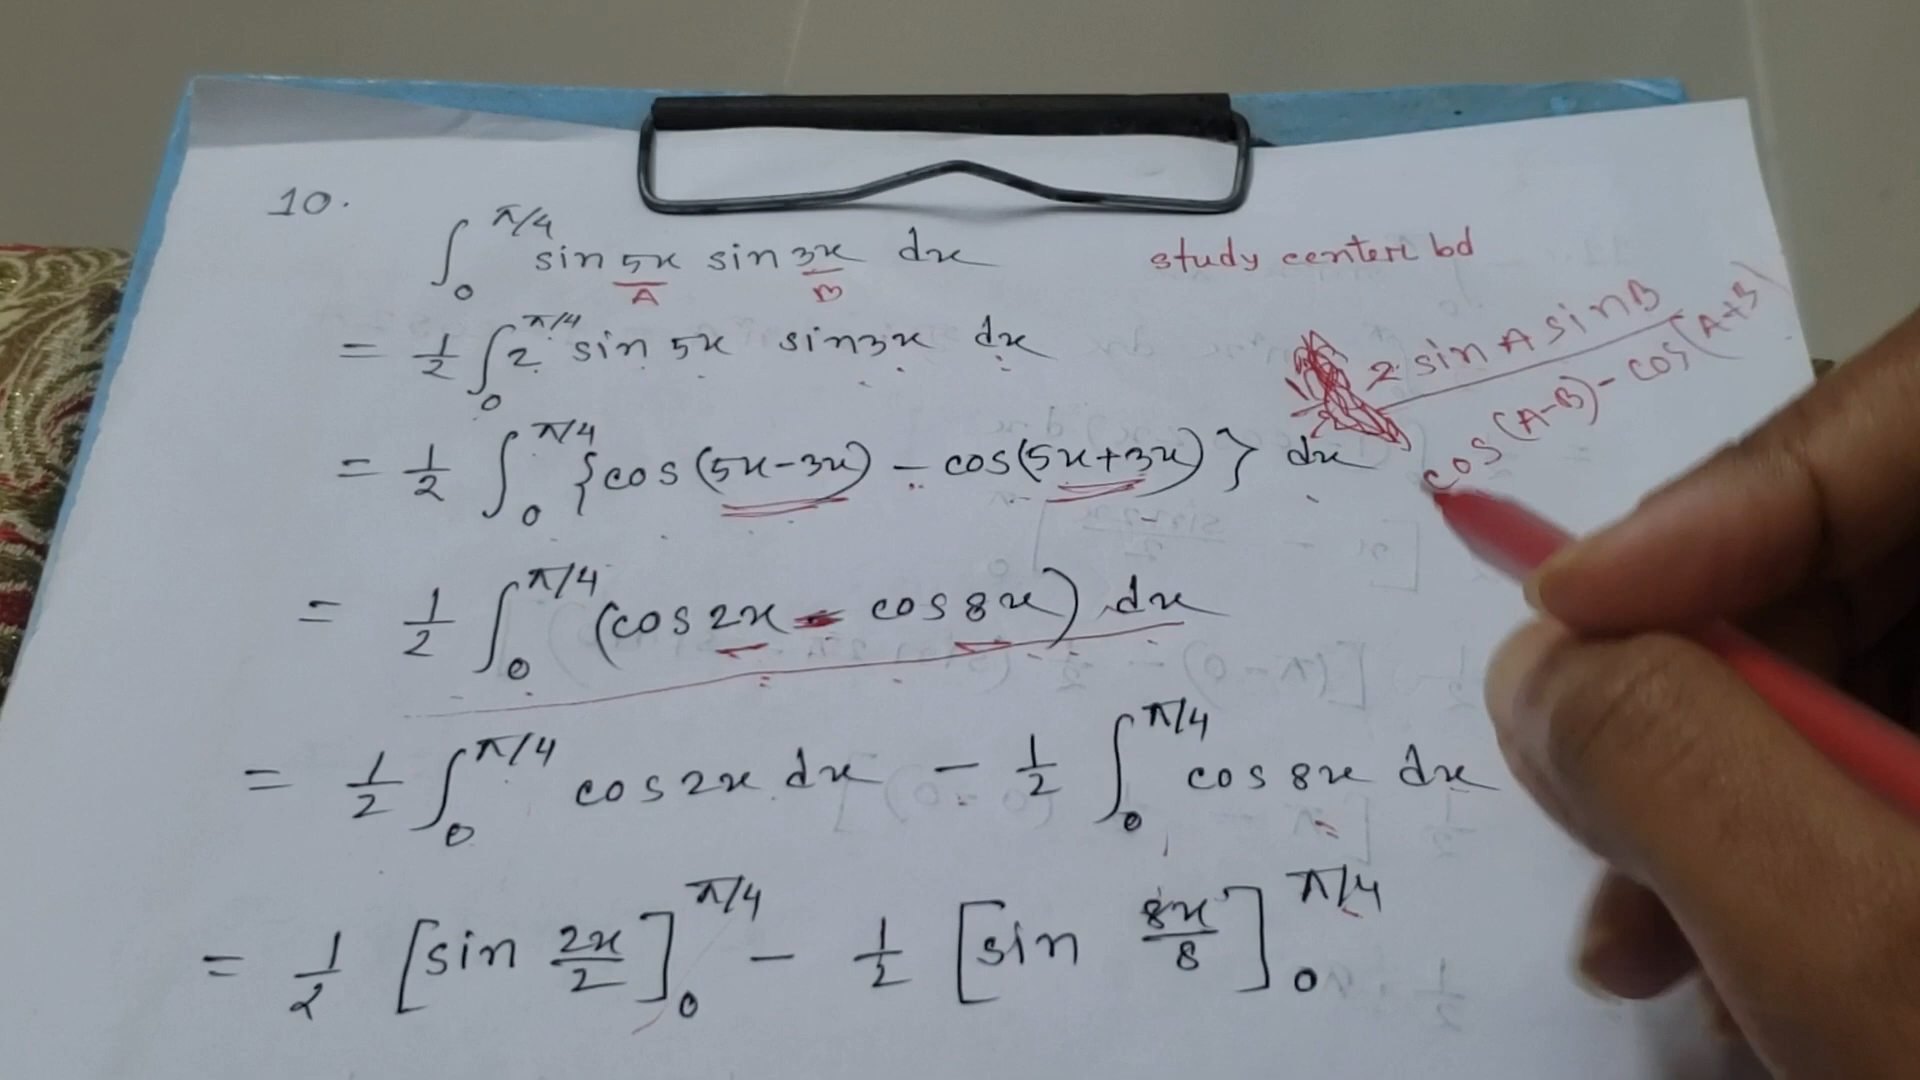 10.
∫₀^π/4 sin 5x sin 3x dx
A B
study center bd
= 1/2 ∫₀^π/4 2 sin 5x sin 3x dx
2 sin A sin B
cos (A-B) - cos (A+B)
= 1/2 ∫₀^π/4 {cos (5x-3x) - cos (5x+3x)} dx
= 1/2 ∫₀^π/4 (cos 2x - cos 8x) dx
= 1/2 ∫₀^π/4 cos 2x dx - 1/2 ∫₀^π/4 cos 8x dx
= 1/2 [sin 2x/2]₀^π/4 - 1/2 [sin 8x/8]₀^π/4